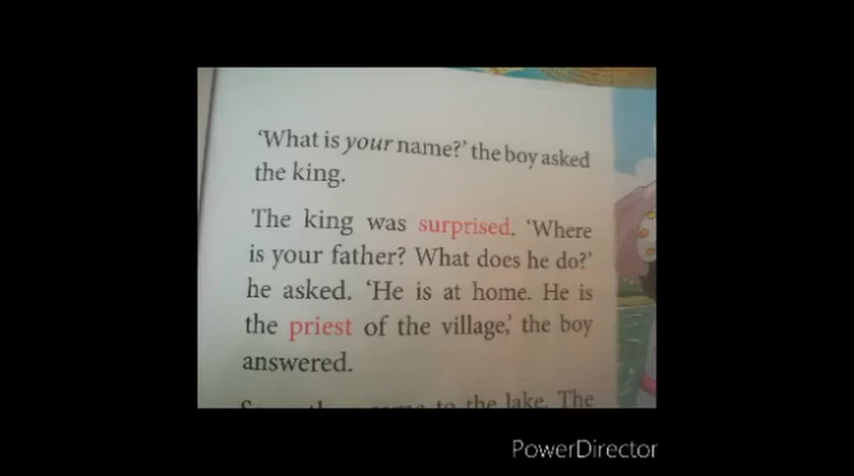 ‘What is your name?’ the boy asked
the king.
The king was surprised. ‘Where
is your father? What does he do?’
he asked. ‘He is at home. He is
the priest of the village,’ the boy
answered.
to the lake. The
PowerDirector